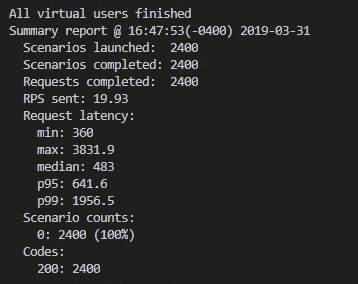 All virtual users finished
Summary report @ 16:47:53(-0400) 2019-03-31
Scenarios launched: 2400
Scenarios completed: 2400
Requests completed: 2400
RPS sent: 19.93
Request latency:
min: 360
max: 3831.9
median: 483
p95: 641.6
p99: 1956.5
Scenario counts:
0: 2400 (100%)
Codes:
200: 2400